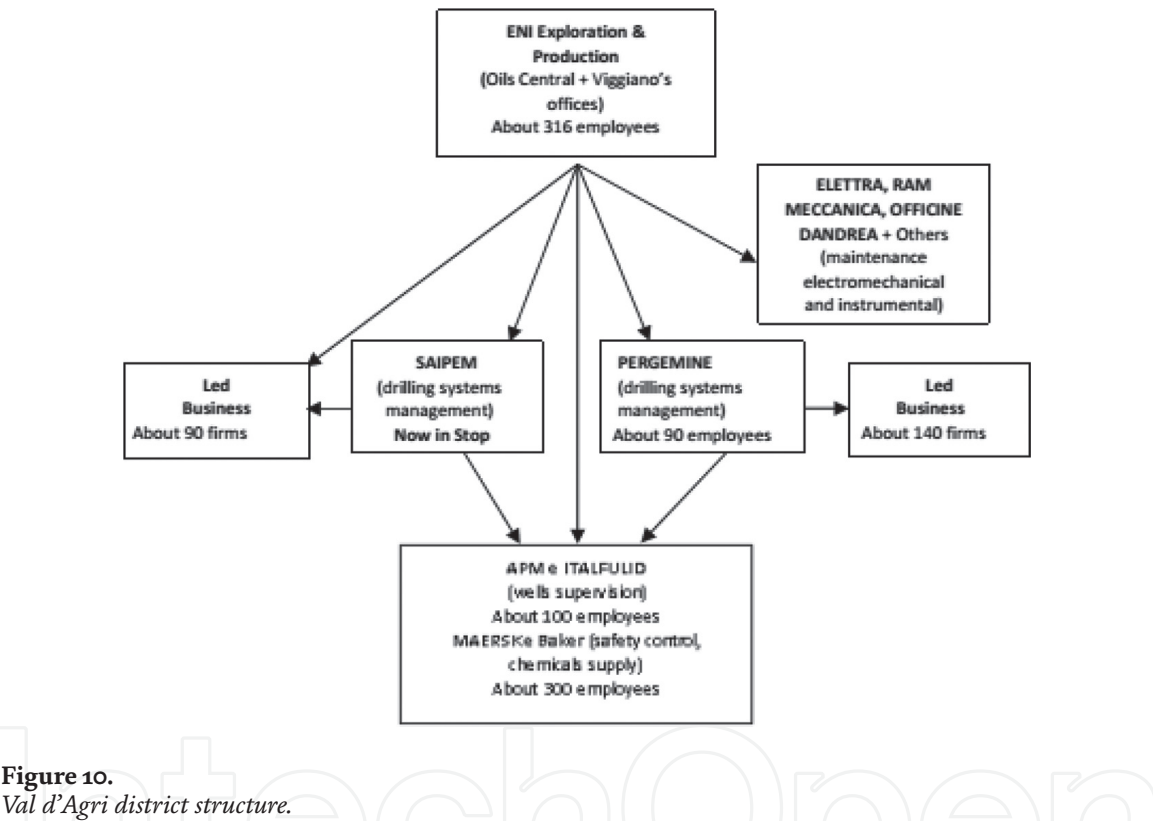 ENI Exploration &
Production
(Oils Central + Viggiano's
offices)
About 316 employees
ELETTRA, RAM
MECCANICA, OFFICINE
DANDREA + Others
(maintenance
electromechanical
and instrumental)
Led
Business
About 90 firms
SAIPEM
(drilling systems
management)
Now in Stop
PERGEMINE
(drilling systems
management)
About 90 employees
Led
Business
About 140 firms
APM e ITALFULID
(wells supervision)
About 100 employees
MAERSK e Baker (safety control,
chemicals supply)
About 300 employees
IntechOpen
Figure 10.
Val d'Agri district structure.